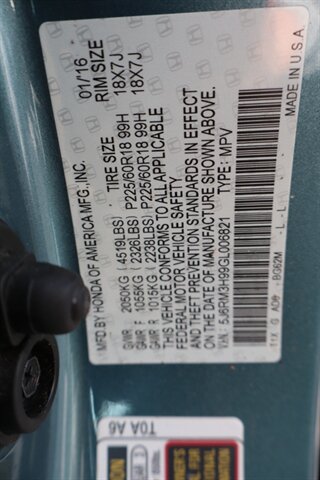 MFD BY HONDA OF AMERICA MFG., INC. 01/16
TIRE SIZE RIM SIZE
GVWR 2050KG (4519LBS)
GAWR F 1055KG (2326LBS) P225/60R18 99H 18X7J
GAWR R 1015KG (2238LBS) P225/60R18 99H 18X7J
THIS VEHICLE CONFORMS TO ALL APPLICABLE
FEDERAL MOTOR VEHICLE SAFETY
AND THEFT PREVENTION STANDARDS IN EFFECT
ON THE DATE OF MANUFACTURE SHOWN ABOVE.
V.I.N: 5J6RM3H99GL006821 TYPE: MPV
MADE IN U.S.A.
T0A A6